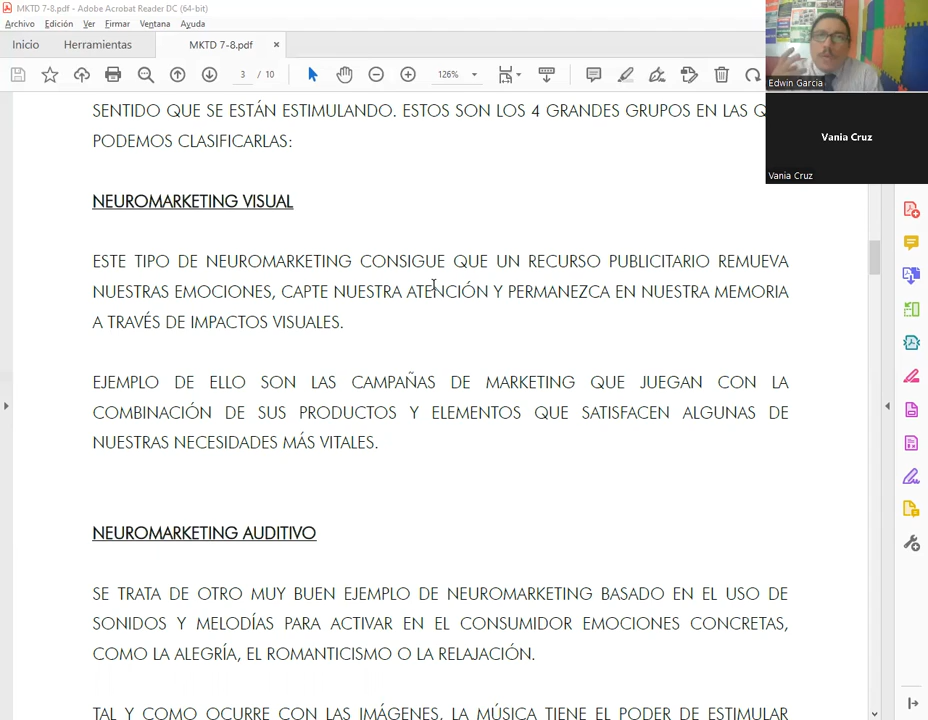 MKTD 7-8.pdf - Adobe Acrobat Reader DC (64-bit)
Archivo Edición Ver Firmar Ventana Ayuda
Inicio Herramientas MKTD 7-8.pdf ×
3 / 10 126%
Edwin Garcia
Vania Cruz
Vania Cruz
SENTIDO QUE SE ESTÁN ESTIMULANDO. ESTOS SON LOS 4 GRANDES GRUPOS EN LAS
PODEMOS CLASIFICARLAS:
NEUROMARKETING VISUAL
ESTE TIPO DE NEUROMARKETING CONSIGUE QUE UN RECURSO PUBLICITARIO REMUEVA
NUESTRAS EMOCIONES, CAPTE NUESTRA ATENCIÓN Y PERMANEZCA EN NUESTRA MEMORIA
A TRAVÉS DE IMPACTOS VISUALES.
EJEMPLO DE ELLO SON LAS CAMPAÑAS DE MARKETING QUE JUEGAN CON LA
COMBINACIÓN DE SUS PRODUCTOS Y ELEMENTOS QUE SATISFACEN ALGUNAS DE
NUESTRAS NECESIDADES MÁS VITALES.
NEUROMARKETING AUDITIVO
SE TRATA DE OTRO MUY BUEN EJEMPLO DE NEUROMARKETING BASADO EN EL USO DE
SONIDOS Y MELODÍAS PARA ACTIVAR EN EL CONSUMIDOR EMOCIONES CONCRETAS,
COMO LA ALEGRÍA, EL ROMANTICISMO O LA RELAJACIÓN.
TAL Y COMO OCURRE CON LAS IMÁGENES, LA MÚSICA TIENE EL PODER DE ESTIMULAR